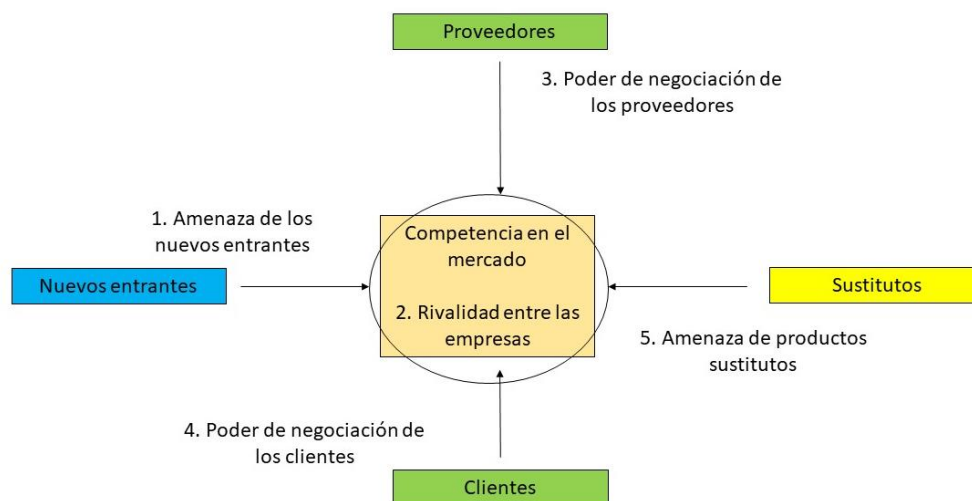 Proveedores
3. Poder de negociación de
los proveedores
1. Amenaza de los
nuevos entrantes
Nuevos entrantes
Competencia en el
mercado
2. Rivalidad entre las
empresas
Sustitutos
5. Amenaza de productos
sustitutos
4. Poder de negociación de
los clientes
Clientes